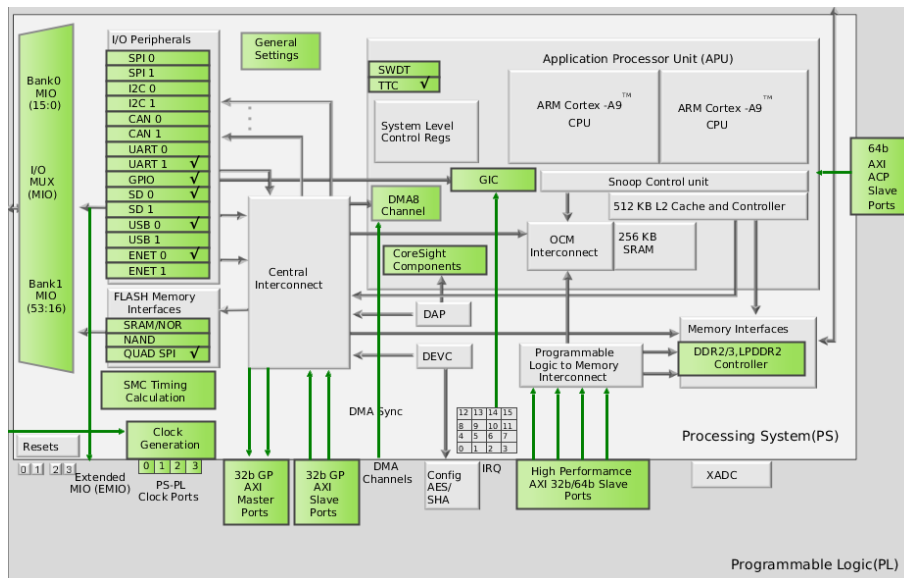 I/O Peripherals
SPI 0
SPI 1
I2C 0
I2C 1
CAN 0
CAN 1
UART 0
UART 1 √
GPIO √
SD 0 √
SD 1
USB 0 √
USB 1
ENET 0 √
ENET 1
FLASH Memory
Interfaces
SRAM/NOR
NAND
QUAD SPI √
SMC Timing
Calculation
Bank0
MIO
(15:0)
I/O
MUX
(MIO)
Bank1
MIO
(53:16)
General
Settings
Application Processor Unit (APU)
SWDT
TTC √
System Level
Control Regs
ARM Cortex -A9 ™
CPU
ARM Cortex -A9 ™
CPU
GIC
Snoop Control unit
512 KB L2 Cache and Controller
DMA8
Channel
OCM
Interconnect
256 KB
SRAM
CoreSight
Components
Central
Interconnect
DAP
DEVC
Programmable
Logic to Memory
Interconnect
Memory Interfaces
DDR2/3,LPDDR2
Controller
64b
AXI
ACP
Slave
Ports
DMA Sync
12 13 14 15
8 9 10 11
4 5 6 7
0 1 2 3
Processing System(PS)
Resets
0 1 2 3
Clock
Generation
0 1 2 3
Extended
MIO (EMIO)
PS-PL
Clock Ports
32b GP
AXI
Master
Ports
32b GP
AXI
Slave
Ports
DMA
Channels
Config
AES/
SHA
IRQ
High Performamce
AXI 32b/64b Slave
Ports
XADC
Programmable Logic(PL)